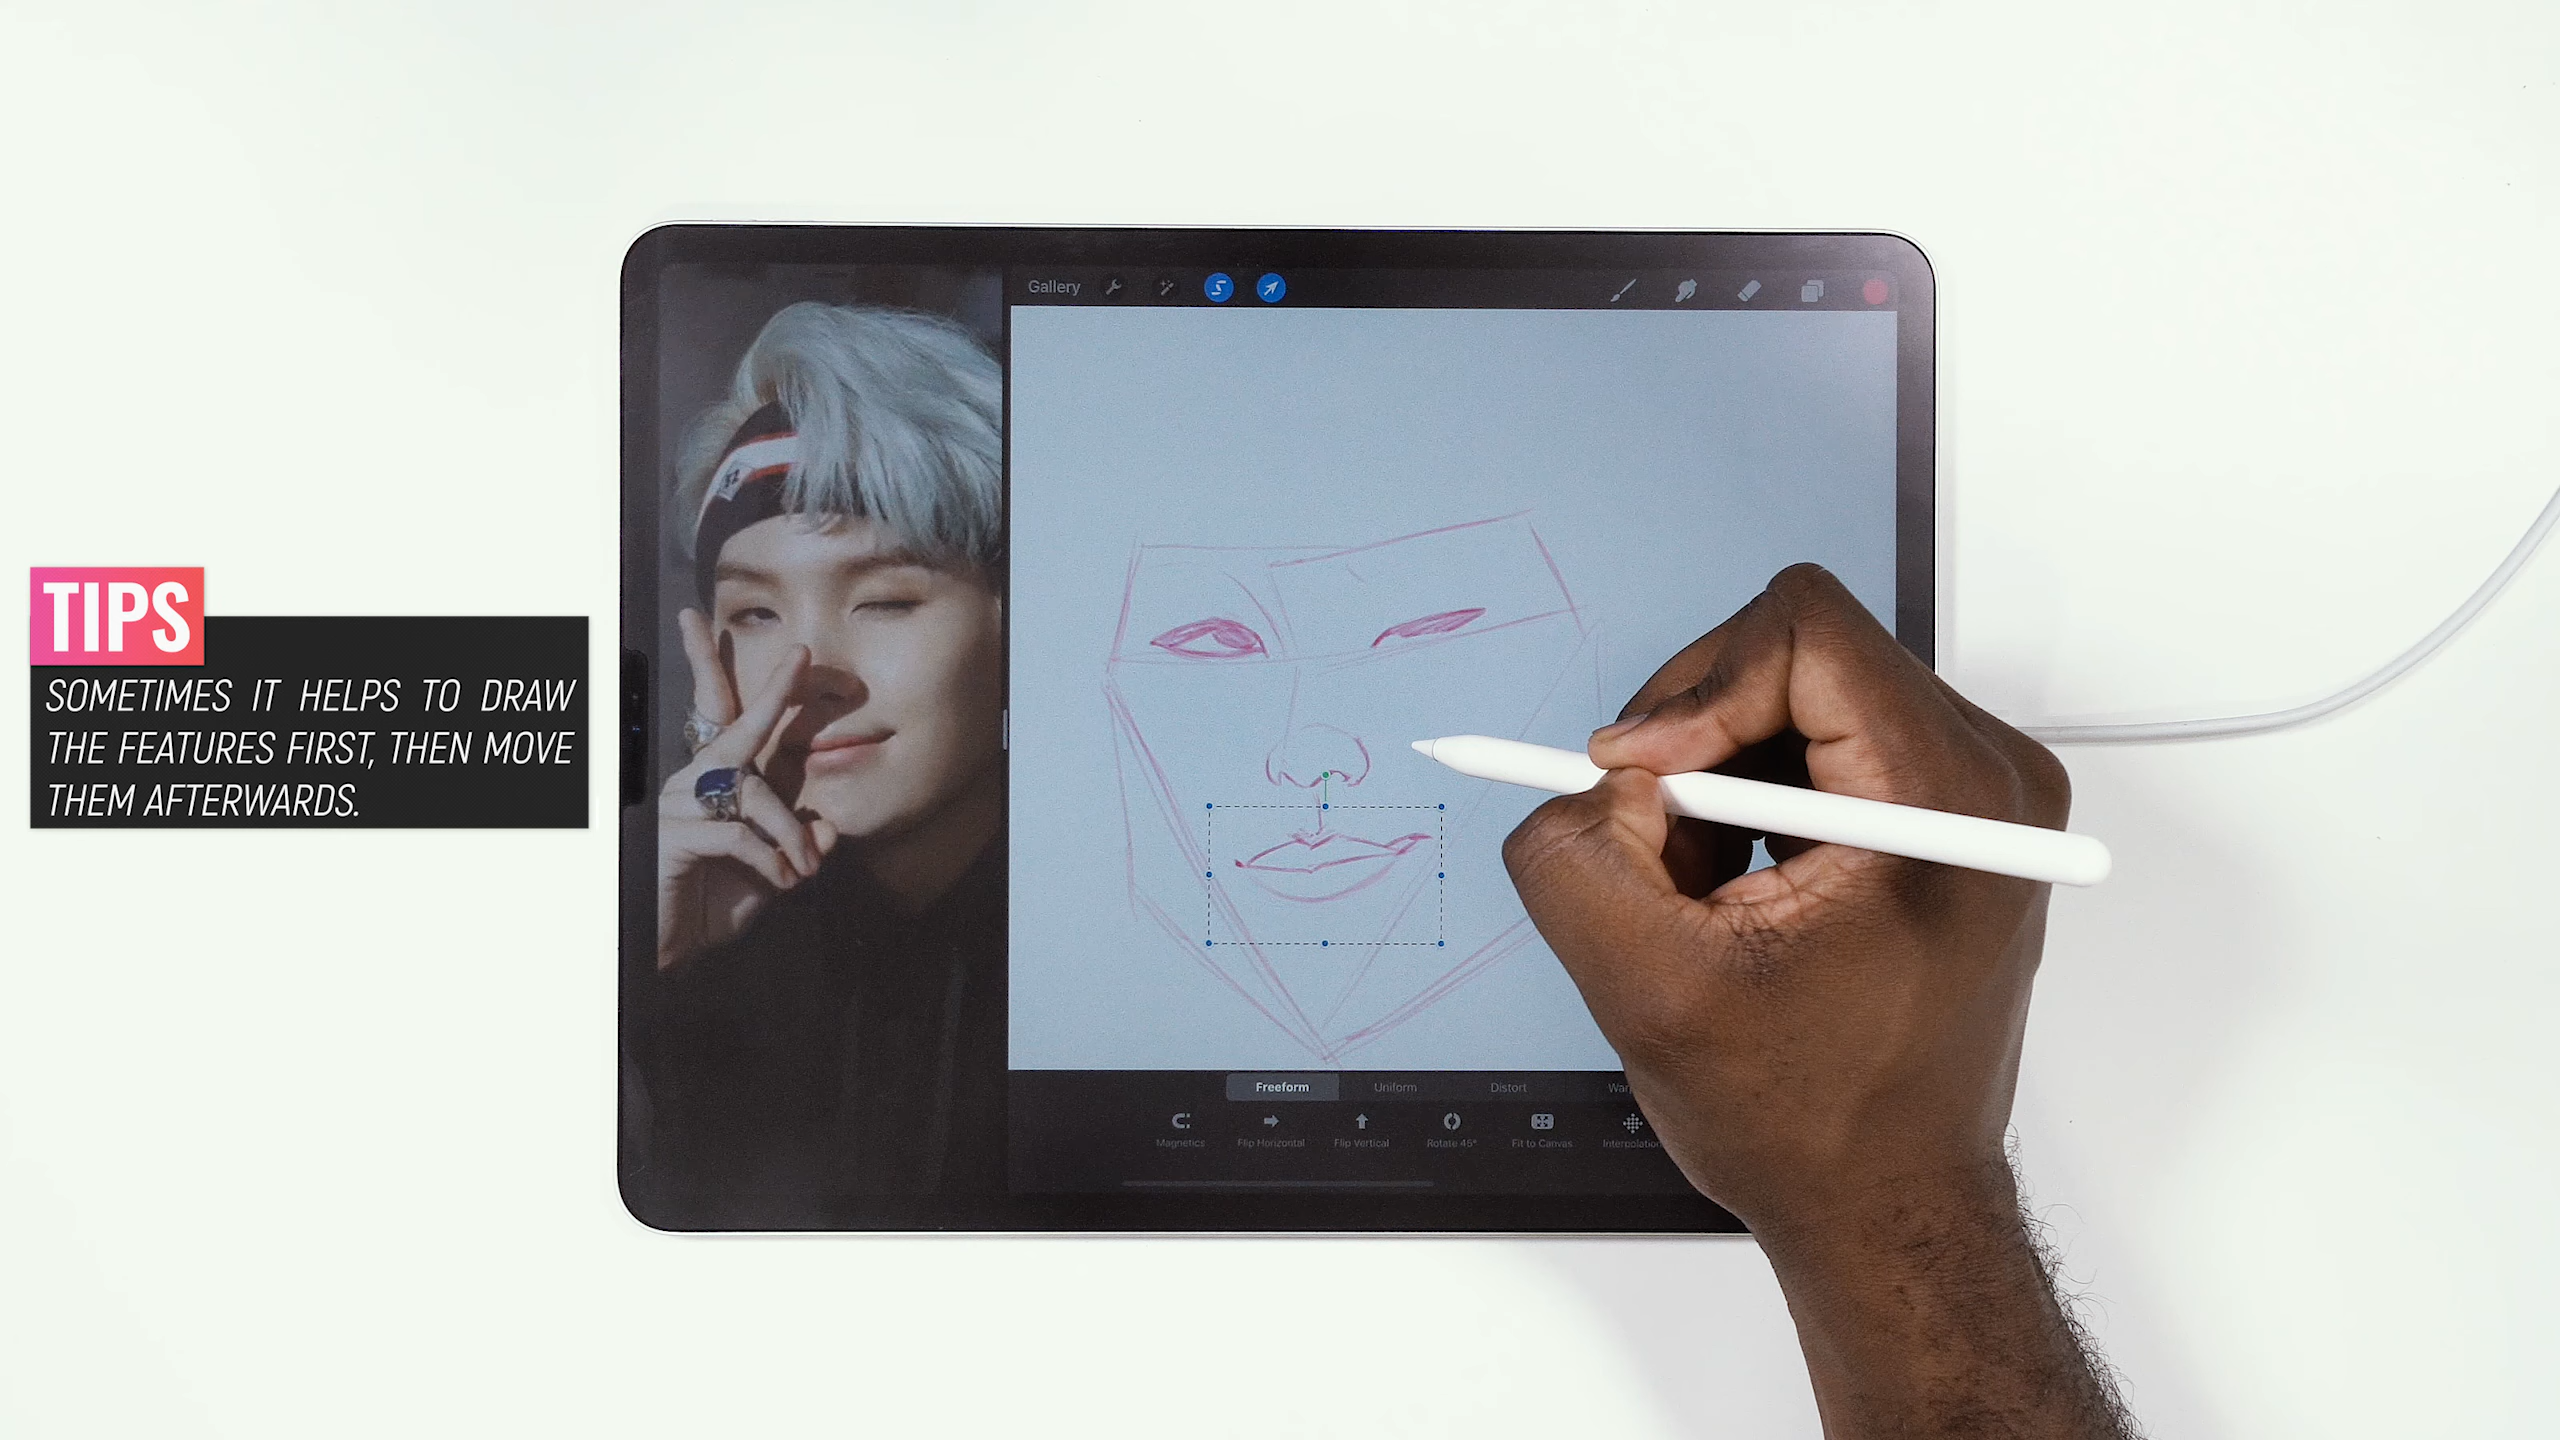 Gallery
TIPS
SOMETIMES IT HELPS TO DRAW
THE FEATURES FIRST, THEN MOVE
THEM AFTERWARDS.
Freeform Uniform Distort
Magnetics Flip Horizontal Flip Vertical Rotate 45° Fit to Canvas Interpolation